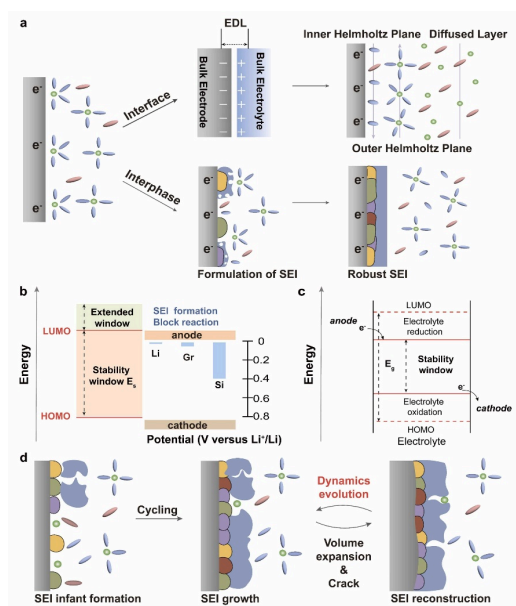 a
EDL
Inner Helmholtz Plane Diffused Layer
e-
e-
e-
e-
Interface
Interphase
Bulk Electrode
Bulk Electrolyte
e-
e-
e-
e-
Outer Helmholtz Plane
e-
e-
e-
Formulation of SEI
e-
e-
e-
Robust SEI
b
Energy
Extended
window
LUMO
Stability
window Es
HOMO
SEI formation
Block reaction
anode
Li
Gr
Si
0
0.2
0.4
0.6
0.8
cathode
Potential (V versus Li+/Li)
c
Energy
LUMO
anode
e-
Electrolyte
reduction
Eg
Stability
window
e-
cathode
Electrolyte
oxidation
HOMO
Electrolyte
d
Cycling
Dynamics
evolution
Volume
expansion
&
Crack
SEI infant formation
SEI growth
SEI reconstruction